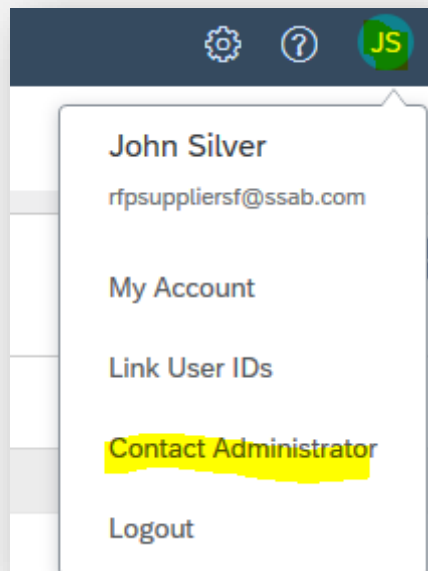 JS
John Silver
rfpsuppliersf@ssab.com
My Account
Link User IDs
Contact Administrator
Logout